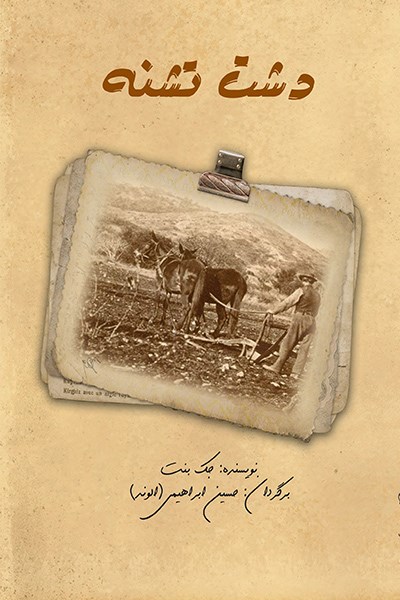 دشت تشنه
نویسنده: جک بنت
برگردان: حسین ابراهیمی (الوند)